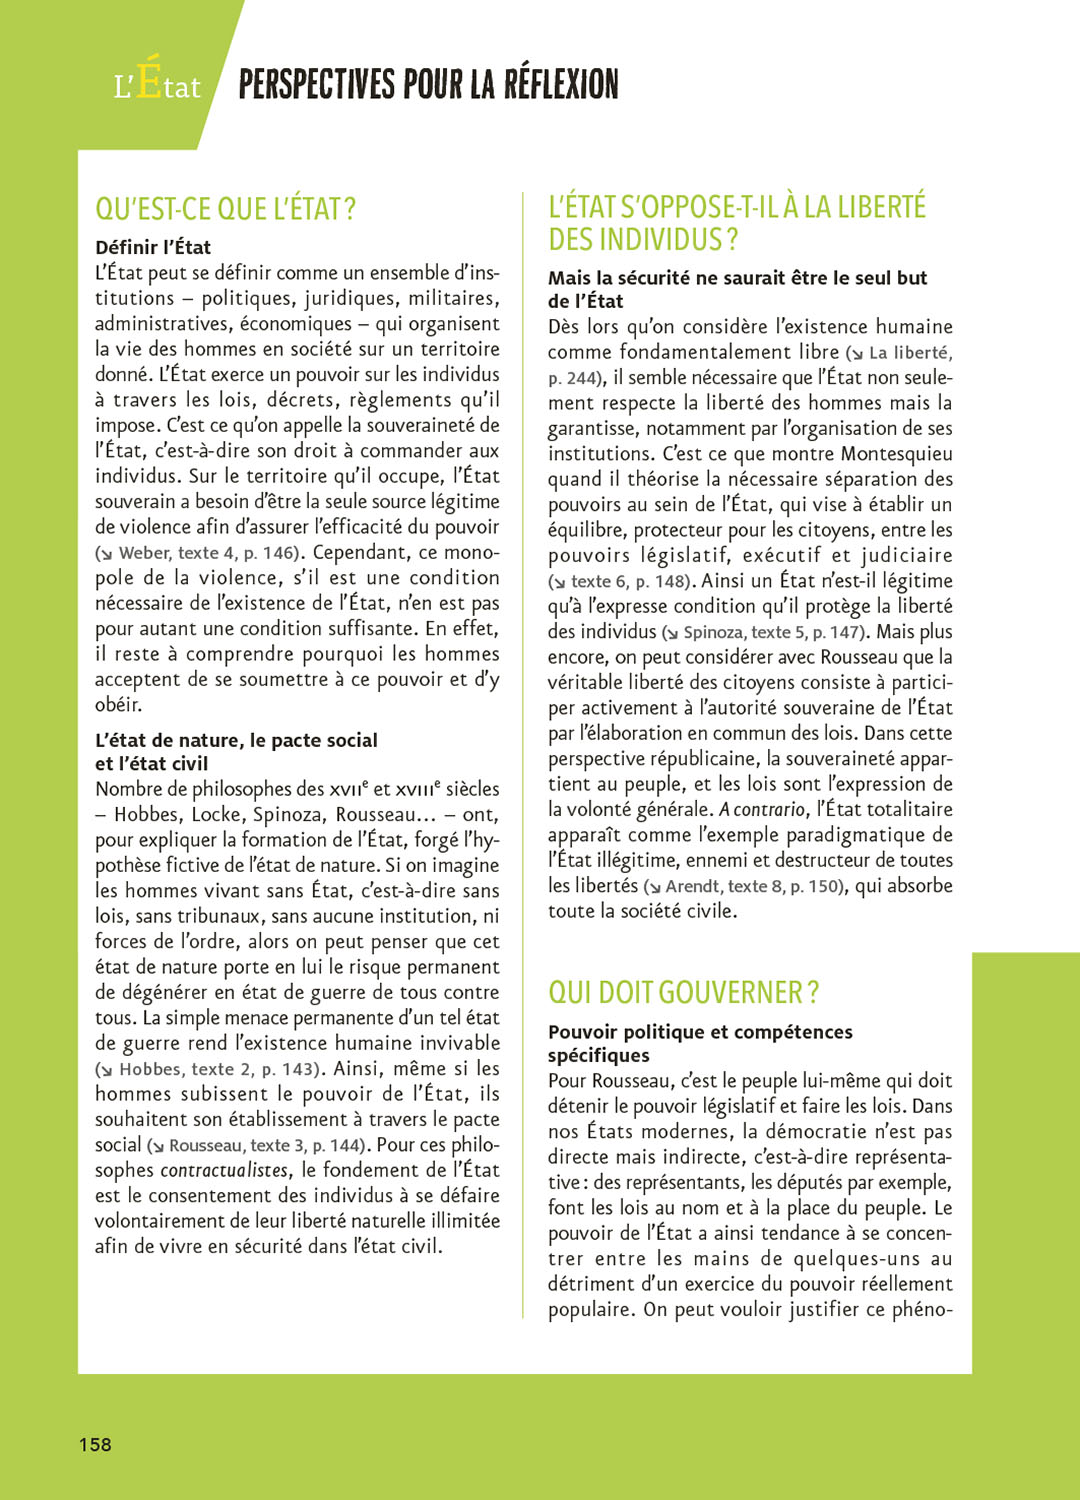 L'État
PERSPECTIVES POUR LA RÉFLEXION
QU'EST-CE QUE L'ÉTAT ?
Définir l'État
L'État peut se définir comme un ensemble d'ins-
titutions – politiques, juridiques, militaires,
administratives, économiques – qui organisent
la vie des hommes en société sur un territoire
donné. L'État exerce un pouvoir sur les individus
à travers les lois, décrets, règlements qu'il
impose. C'est ce qu'on appelle la souveraineté de
l'État, c'est-à-dire son droit à commander aux
individus. Sur le territoire qu'il occupe, l'État
souverain a besoin d'être la seule source légitime
de violence afin d'assurer l'efficacité du pouvoir
(↘ Weber, texte 4, p. 146). Cependant, ce mono-
pole de la violence, s'il est une condition
nécessaire de l'existence de l'État, n'en est pas
pour autant une condition suffisante. En effet,
il reste à comprendre pourquoi les hommes
acceptent de se soumettre à ce pouvoir et d'y
obéir.
L'état de nature, le pacte social
et l'état civil
Nombre de philosophes des XVIIe et XVIIIe siècles
– Hobbes, Locke, Spinoza, Rousseau… – ont,
pour expliquer la formation de l'État, forgé l'hy-
pothèse fictive de l'état de nature. Si on imagine
les hommes vivant sans État, c'est-à-dire sans
lois, sans tribunaux, sans aucune institution, ni
forces de l'ordre, alors on peut penser que cet
état de nature porte en lui le risque permanent
de dégénérer en état de guerre de tous contre
tous. La simple menace permanente d'un tel état
de guerre rend l'existence humaine invivable
(↘ Hobbes, texte 2, p. 143). Ainsi, même si les
hommes subissent le pouvoir de l'État, ils
souhaitent son établissement à travers le pacte
social (↘ Rousseau, texte 3, p. 144). Pour ces philo-
sophes contractualistes, le fondement de l'État
est le consentement des individus à se défaire
volontairement de leur liberté naturelle illimitée
afin de vivre en sécurité dans l'état civil.
L'ÉTAT S'OPPOSE-T-IL À LA LIBERTÉ
DES INDIVIDUS ?
Mais la sécurité ne saurait être le seul but
de l'État
Dès lors qu'on considère l'existence humaine
comme fondamentalement libre (↘ La liberté,
p. 244), il semble nécessaire que l'État non seule-
ment respecte la liberté des hommes mais la
garantisse, notamment par l'organisation de ses
institutions. C'est ce que montre Montesquieu
quand il théorise la nécessaire séparation des
pouvoirs au sein de l'État, qui vise à établir un
équilibre, protecteur pour les citoyens, entre les
pouvoirs législatif, exécutif et judiciaire
(↘ texte 6, p. 148). Ainsi un État n'est-il légitime
qu'à l'expresse condition qu'il protège la liberté
des individus (↘ Spinoza, texte 5, p. 147). Mais plus
encore, on peut considérer avec Rousseau que la
véritable liberté des citoyens consiste à partici-
per activement à l'autorité souveraine de l'État
par l'élaboration en commun des lois. Dans cette
perspective républicaine, la souveraineté appar-
tient au peuple, et les lois sont l'expression de
la volonté générale. A contrario, l'État totalitaire
apparaît comme l'exemple paradigmatique de
l'État illégitime, ennemi et destructeur de toutes
les libertés (↘ Arendt, texte 8, p. 150), qui absorbe
toute la société civile.
QUI DOIT GOUVERNER ?
Pouvoir politique et compétences
spécifiques
Pour Rousseau, c'est le peuple lui-même qui doit
détenir le pouvoir législatif et faire les lois. Dans
nos États modernes, la démocratie n'est pas
directe mais indirecte, c'est-à-dire représenta-
tive : des représentants, les députés par exemple,
font les lois au nom et à la place du peuple. Le
pouvoir de l'État a ainsi tendance à se concen-
trer entre les mains de quelques-uns au
détriment d'un exercice du pouvoir réellement
populaire. On peut vouloir justifier ce phéno-
158